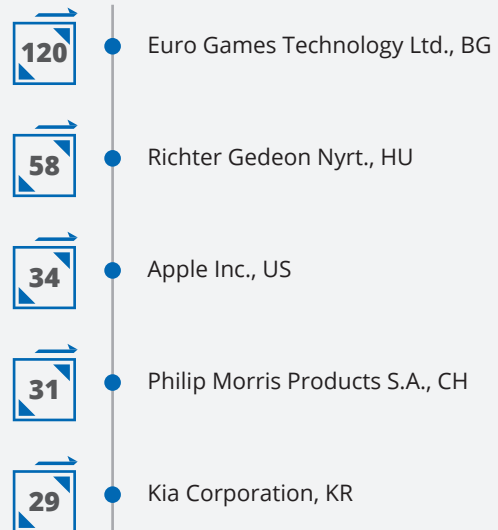 120 Euro Games Technology Ltd., BG
58 Richter Gedeon Nyrt., HU
34 Apple Inc., US
31 Philip Morris Products S.A., CH
29 Kia Corporation, KR